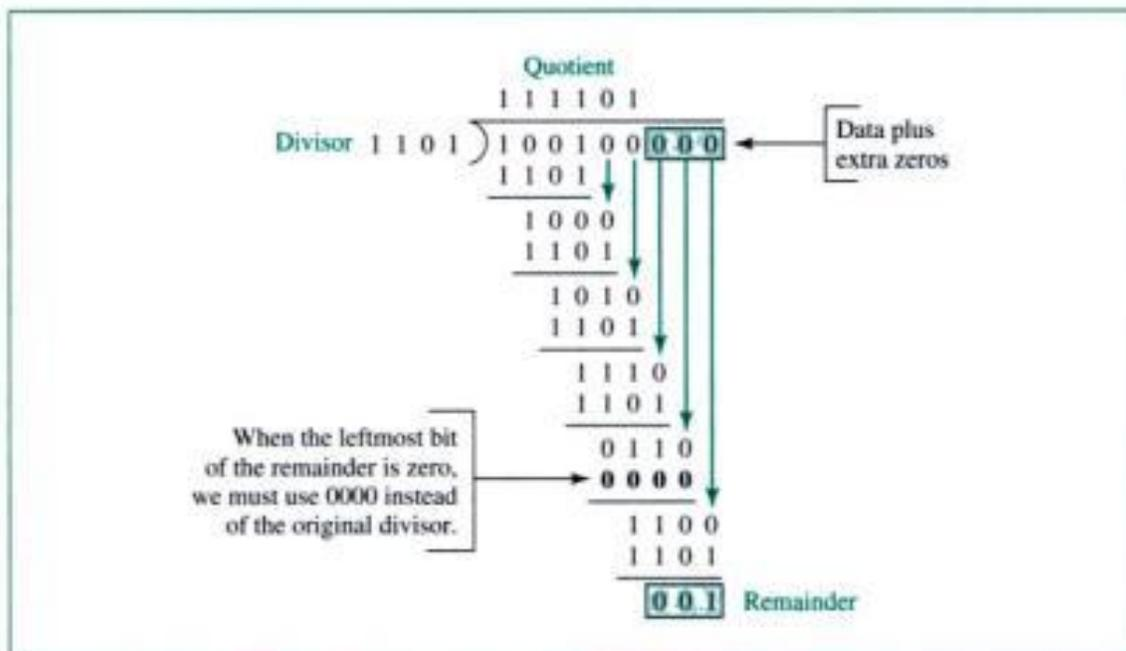 Quotient
1 1 1 1 0 1
Divisor 1 1 0 1 ) 1 0 0 1 0 0 0 0 0
Data plus
extra zeros
1 1 0 1
1 0 0 0
1 1 0 1
1 0 1 0
1 1 0 1
1 1 1 0
1 1 0 1
When the leftmost bit
of the remainder is zero,
we must use 0000 instead
of the original divisor.
0 1 1 0
0 0 0 0
1 1 0 0
1 1 0 1
0 0 1 Remainder